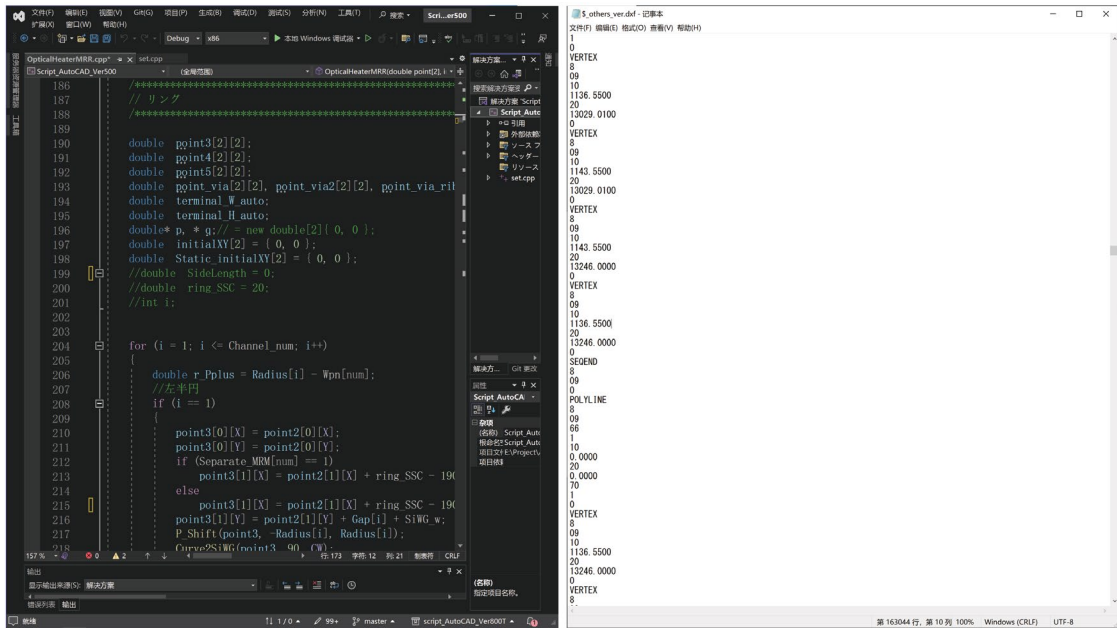 文件(F) 编辑(E) 视图(V) Git(G) 项目(P) 生成(B) 调试(D) 测试(S) 分析(N) 工具(T)
扩展(X) 窗口(W) 帮助(H)
搜索
Scri...er500
Debug x86 本地 Windows 调试器
OpticalHeaterMRR.cpp* set.cpp
Script_AutoCAD_Ver500 (全局范围) OpticalHeaterMRR(double point[2], i
186 /****************************************************
187 // リング
188 /****************************************************
189
190 double point3[2][2];
191 double point4[2][2];
192 double point5[2][2];
193 double point_via[2][2], point_via2[2][2], point_via_ril
194 double terminal_W_auto;
195 double terminal_H_auto;
196 double* p, * g;// = new double[2]{ 0, 0 };
197 double initialXY[2] = { 0, 0 };
198 double Static_initialXY[2] = { 0, 0 };
199 //double SideLength = 0;
200 //double ring_SSC = 20;
201 //int i;
202
203
204 for (i = 1; i <= Channel_num; i++)
205 {
206 double r_Pplus = Radius[i] - Wpn[num];
207 //左半円
208 if (i == 1)
209 {
210 point3[0][X] = point2[0][X];
211 point3[0][Y] = point2[0][Y];
212 if (Separate_MRM[num] == 1)
213 point3[1][X] = point2[1][X] + ring_SSC - 190
214 else
215 point3[1][X] = point2[1][X] + ring_SSC - 190
216 point3[1][Y] = point2[1][Y] + Gap[i] + SiWG_w;
217 P_Shift(point3, -Radius[i], Radius[i]);
218 Curve2SiWG(point3, 90, CW);
157 % 0 2 行: 173 字符: 12 列: 21 制表符 CRLF
输出
显示输出来源(S): 解决方案
错误列表 输出
就绪 1 / 0 99+ master script_AutoCAD_Ver800T
解决方案...
搜索解决方案资
解决方案 'Script
Script_Auto
引用
外部依赖
ソース フ
ヘッダー
リソース
set.cpp
解决方... Git 更改
属性
Script_AutoCAI
杂项
(名称) Script_Auto
根命名空 Script_Auto
项目文件 E:\Project\
项目依赖
(名称)
指定项目名称。
$_others_ver.dxf - 记事本
文件(F) 编辑(E) 格式(O) 查看(V) 帮助(H)
1
0
VERTEX
8
09
10
1136.5500
20
13029.0100
0
VERTEX
8
09
10
1143.5500
20
13029.0100
0
VERTEX
8
09
10
1143.5500
20
13246.0000
0
VERTEX
8
09
10
1136.5500
20
13246.0000
0
SEQEND
8
09
0
POLYLINE
8
09
66
1
10
0.0000
20
0.0000
70
1
0
VERTEX
8
09
10
1136.5500
20
13246.0000
0
VERTEX
8
第 163044 行，第 10 列 100% Windows (CRLF) UTF-8